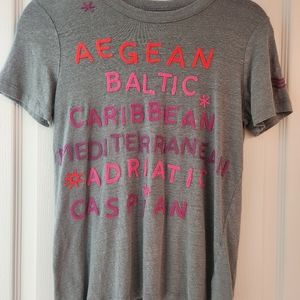 AEGEAN
BALTIC
CARIBBEAN
MEDITERRANEAN
ADRIATIC
CASPIAN